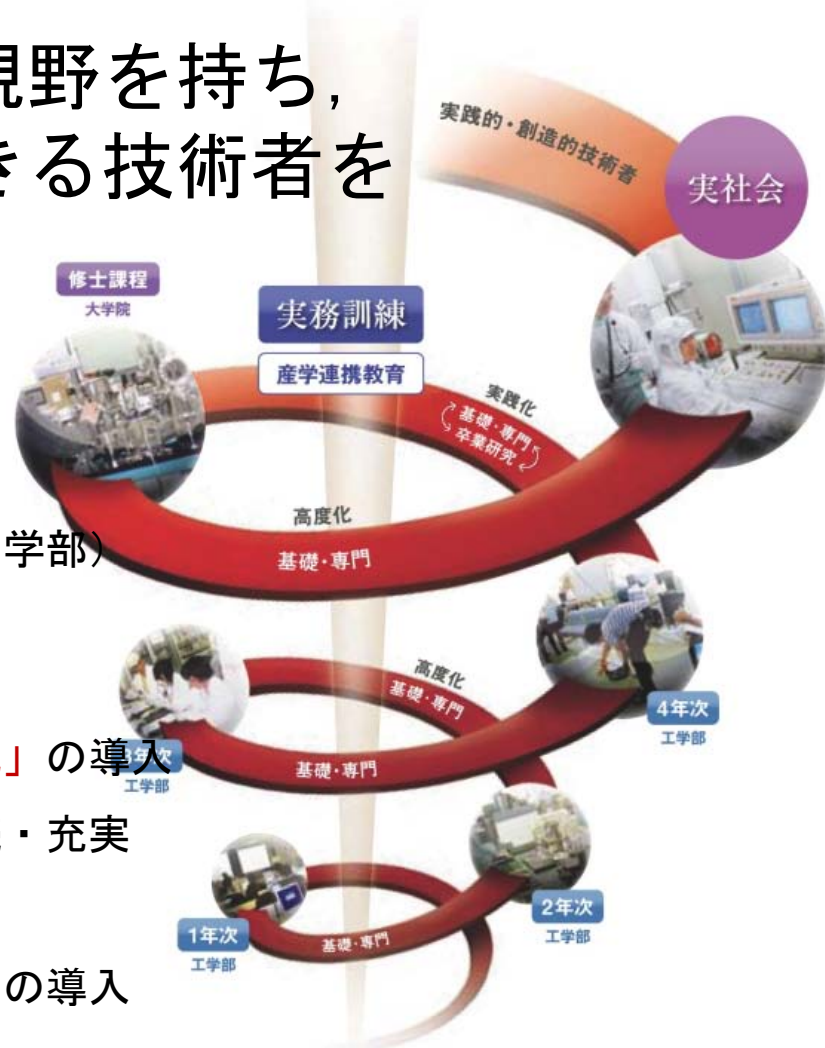 視野を持ち,
きる技術者を
実践的・創造的技術者
実社会
修士課程
大学院
実務訓練
産学連携教育
実践化
基礎・専門
卒業研究
高度化
基礎・専門
学部）
高度化
基礎・専門
4年次
工学部
」の導入
3年次
工学部
基礎・専門
・充実
2年次
工学部
1年次
工学部
基礎・専門
の導入